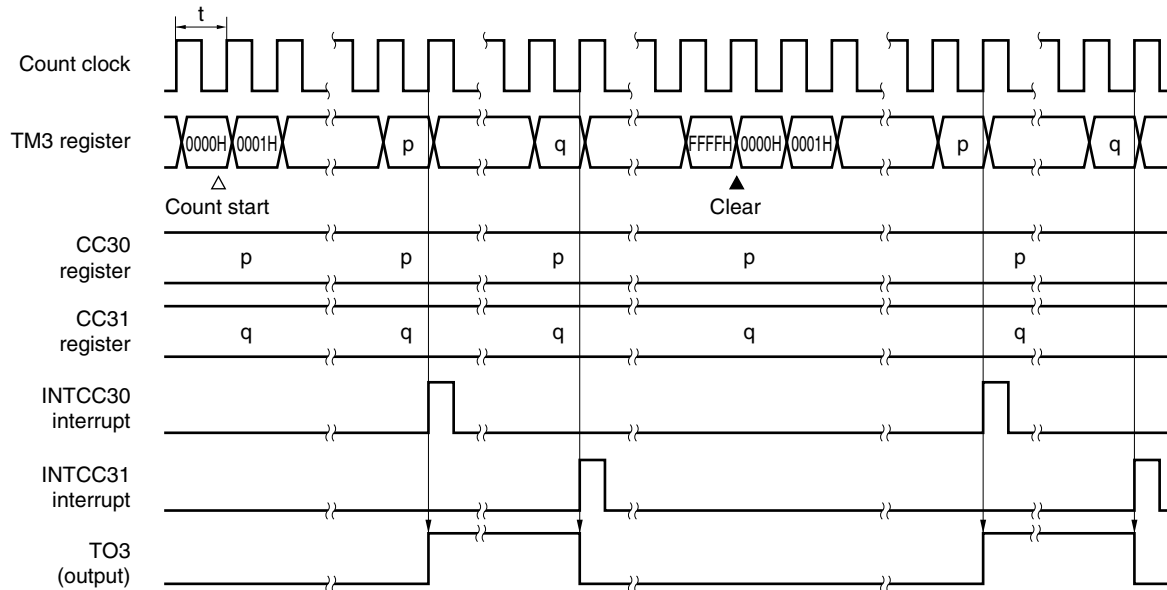 t
Count clock
TM3 register
0000H 0001H p q FFFFH 0000H 0001H p q
Count start Clear
CC30
register
p p p p p
CC31
register
q q q q q
INTCC30
interrupt
INTCC31
interrupt
TO3
(output)